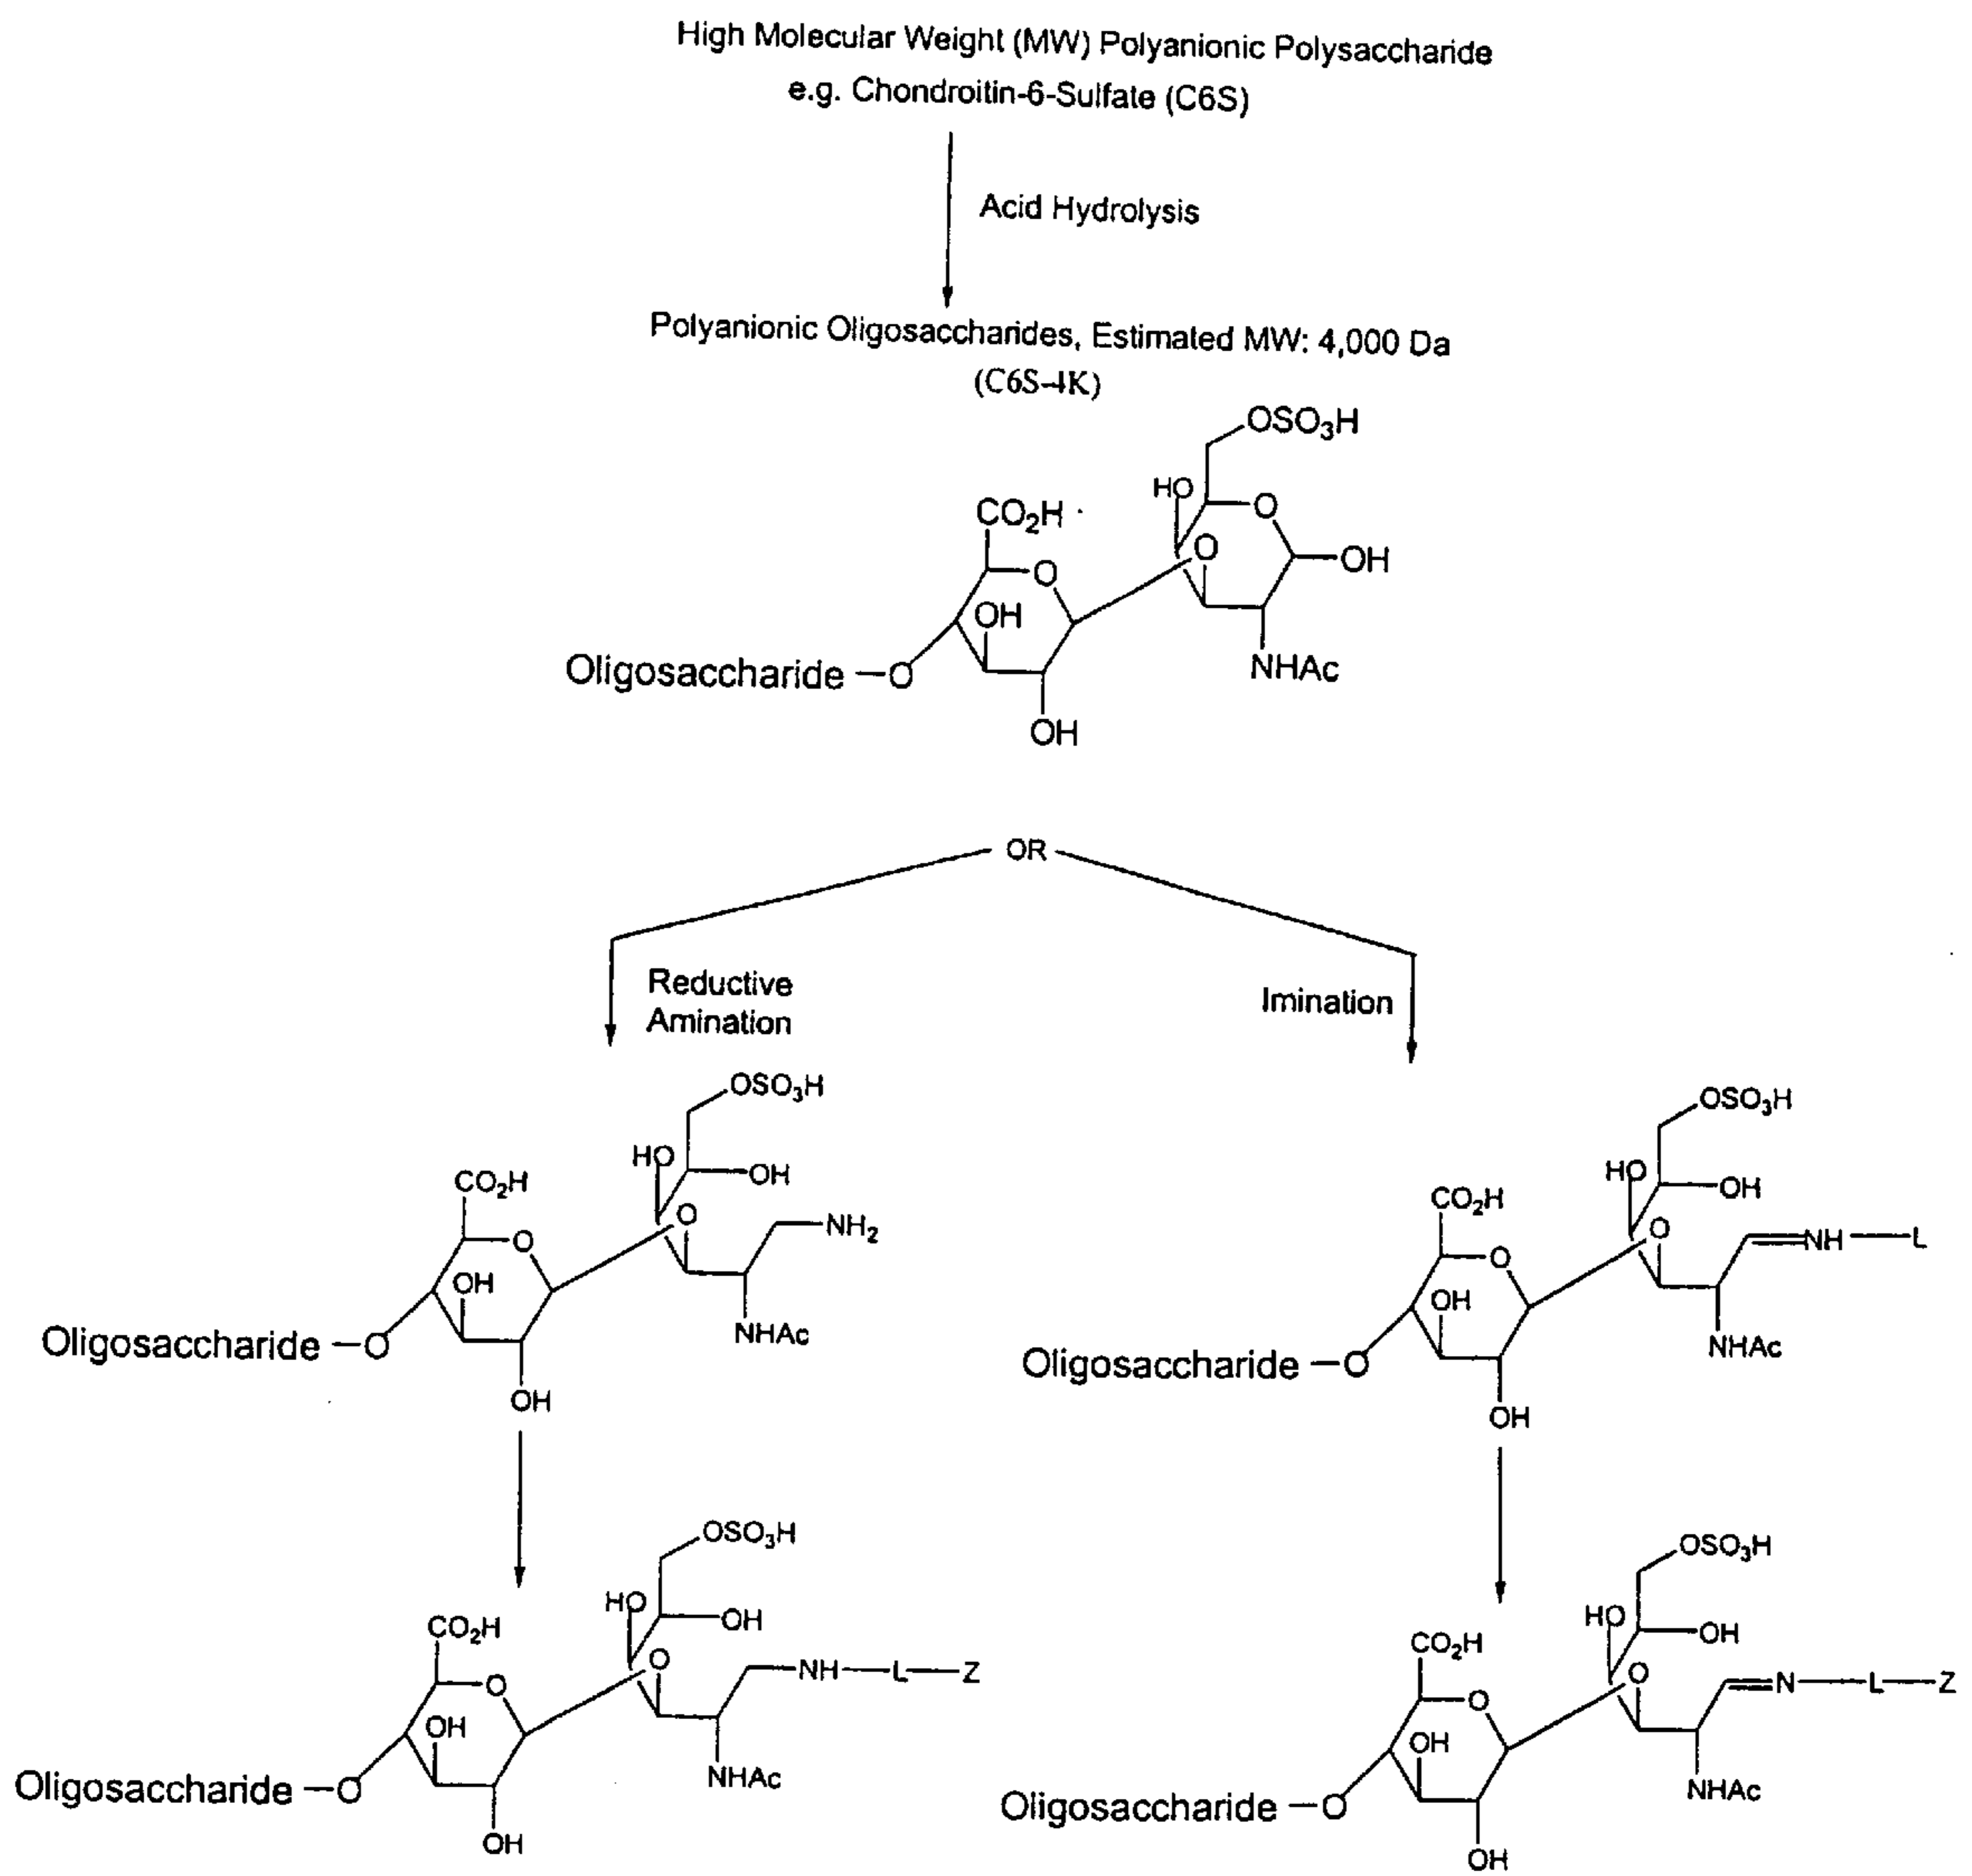 High Molecular Weight (MW) Polyanionic Polysaccharide
e.g. Chondroitin-6-Sulfate (C6S)
Acid Hydrolysis
Polyanionic Oligosaccharides, Estimated MW: 4,000 Da
(C6S-4K)
OSO3H
HO
O
CO2H
O
OH
O
OH
Oligosaccharide
O
NHAc
OH
OR
Reductive
Amination
Imination
OSO3H
HO
OH
CO2H
O
NH2
O
OH
NHAc
Oligosaccharide
O
OH
OSO3H
HO
OH
CO2H
O
NH
L
O
OH
NHAc
Oligosaccharide
O
OH
OSO3H
HO
OH
CO2H
O
NH
L
Z
O
OH
NHAc
Oligosaccharide
O
OH
OSO3H
HO
OH
CO2H
O
N
L
Z
O
OH
NHAc
Oligosaccharide
O
OH